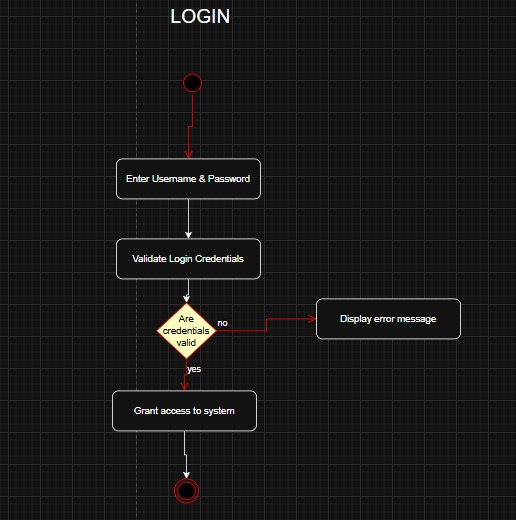 LOGIN
Enter Username & Password
Validate Login Credentials
Are
credentials
valid
no
Display error message
yes
Grant access to system